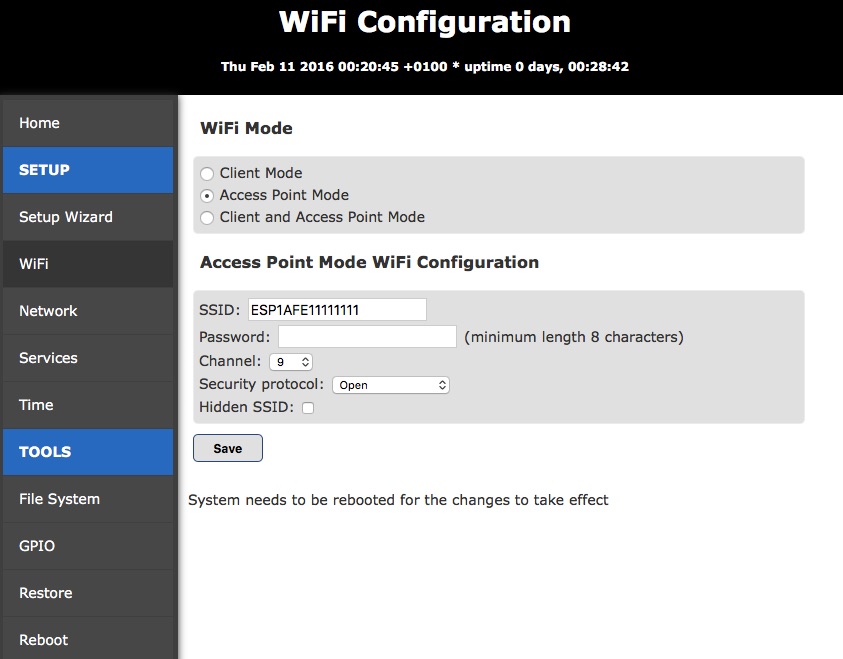 WiFi Configuration
Thu Feb 11 2016 00:20:45 +0100 * uptime 0 days, 00:28:42
Home
SETUP
Setup Wizard
WiFi
Network
Services
Time
TOOLS
File System
GPIO
Restore
Reboot
WiFi Mode
Client Mode
Access Point Mode
Client and Access Point Mode
Access Point Mode WiFi Configuration
SSID: ESP1AFE11111111
Password: (minimum length 8 characters)
Channel: 9
Security protocol: Open
Hidden SSID:
Save
System needs to be rebooted for the changes to take effect